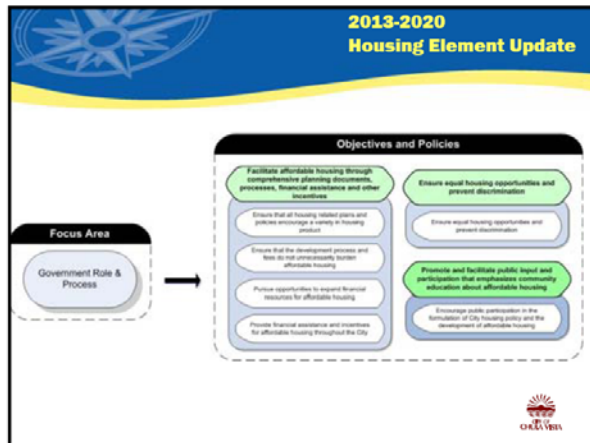 2013-2020
Housing Element Update
Focus Area
Government Role &
Process
Objectives and Policies
Facilitate affordable housing through
comprehensive planning documents,
processes, financial assistance and other
incentives
Ensure that all housing related plans and
policies encourage a variety in housing
product
Ensure that the development process and
fees do not unnecessarily burden
affordable housing
Pursue opportunities to expand financial
resources for affordable housing
Provide financial assistance and incentives
for affordable housing throughout the City
Ensure equal housing opportunities and
prevent discrimination
Ensure equal housing opportunities and
prevent discrimination
Promote and facilitate public input and
participation that emphasizes community
education about affordable housing
Encourage public participation in the
formulation of City housing policy and the
development of affordable housing
CITY OF
CHULA VISTA